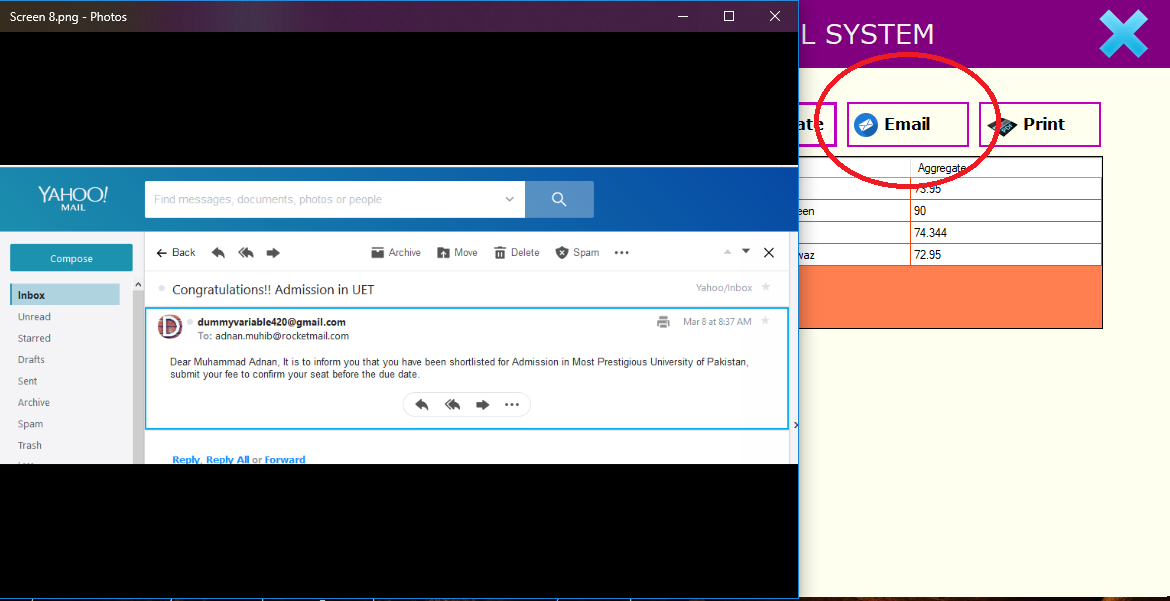 Screen 8.png - Photos
L SYSTEM
ate
Email
Print
Aggregate
73.95
een
90
74.344
waz
72.95
YAHOO!
MAIL
Find messages, documents, photos or people
Compose
Back
Archive
Move
Delete
Spam
Inbox
Unread
Starred
Drafts
Sent
Archive
Spam
Trash
Congratulations!! Admission in UET
Yahoo/Inbox
D
dummyvariable420@gmail.com
Mar 8 at 8:37 AM
To: adnan.muhib@rocketmail.com
Dear Muhammad Adnan, It is to inform you that you have been shortlisted for Admission in Most Prestigious University of Pakistan,
submit your fee to confirm your seat before the due date.
Reply, Reply All or Forward